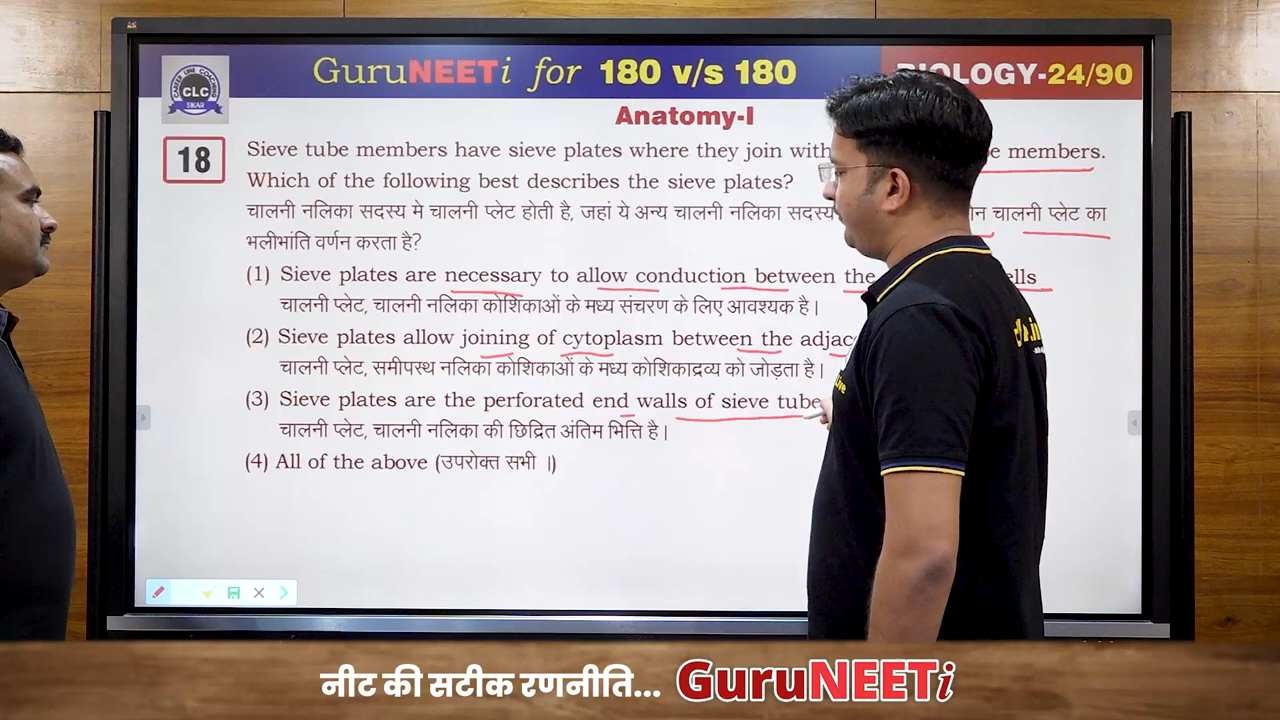 CAREER LINE COACHING
CLC
SIKAR
GuruNEETi for 180 v/s 180
BIOLOGY-24/90
Anatomy-I
18
Sieve tube members have sieve plates where they join with members.
Which of the following best describes the sieve plates?
चालनी नलिका सदस्य मे चालनी प्लेट होती है, जहां ये अन्य चालनी नलिका सदस्य चालनी प्लेट का
भलीभांति वर्णन करता है?
(1) Sieve plates are necessary to allow conduction between the
चालनी प्लेट, चालनी नलिका कोशिकाओं के मध्य संचरण के लिए आवश्यक है।
(2) Sieve plates allow joining of cytoplasm between the
चालनी प्लेट, समीपस्थ नलिका कोशिकाओं के मध्य कोशिकाद्रव्य को जोड़ता है।
(3) Sieve plates are the perforated end walls of sieve tube
चालनी प्लेट, चालनी नलिका की छिद्रित अंतिम भित्ति है।
(4) All of the above (उपरोक्त सभी ।)
नीट की सटीक रणनीति... GuruNEETi